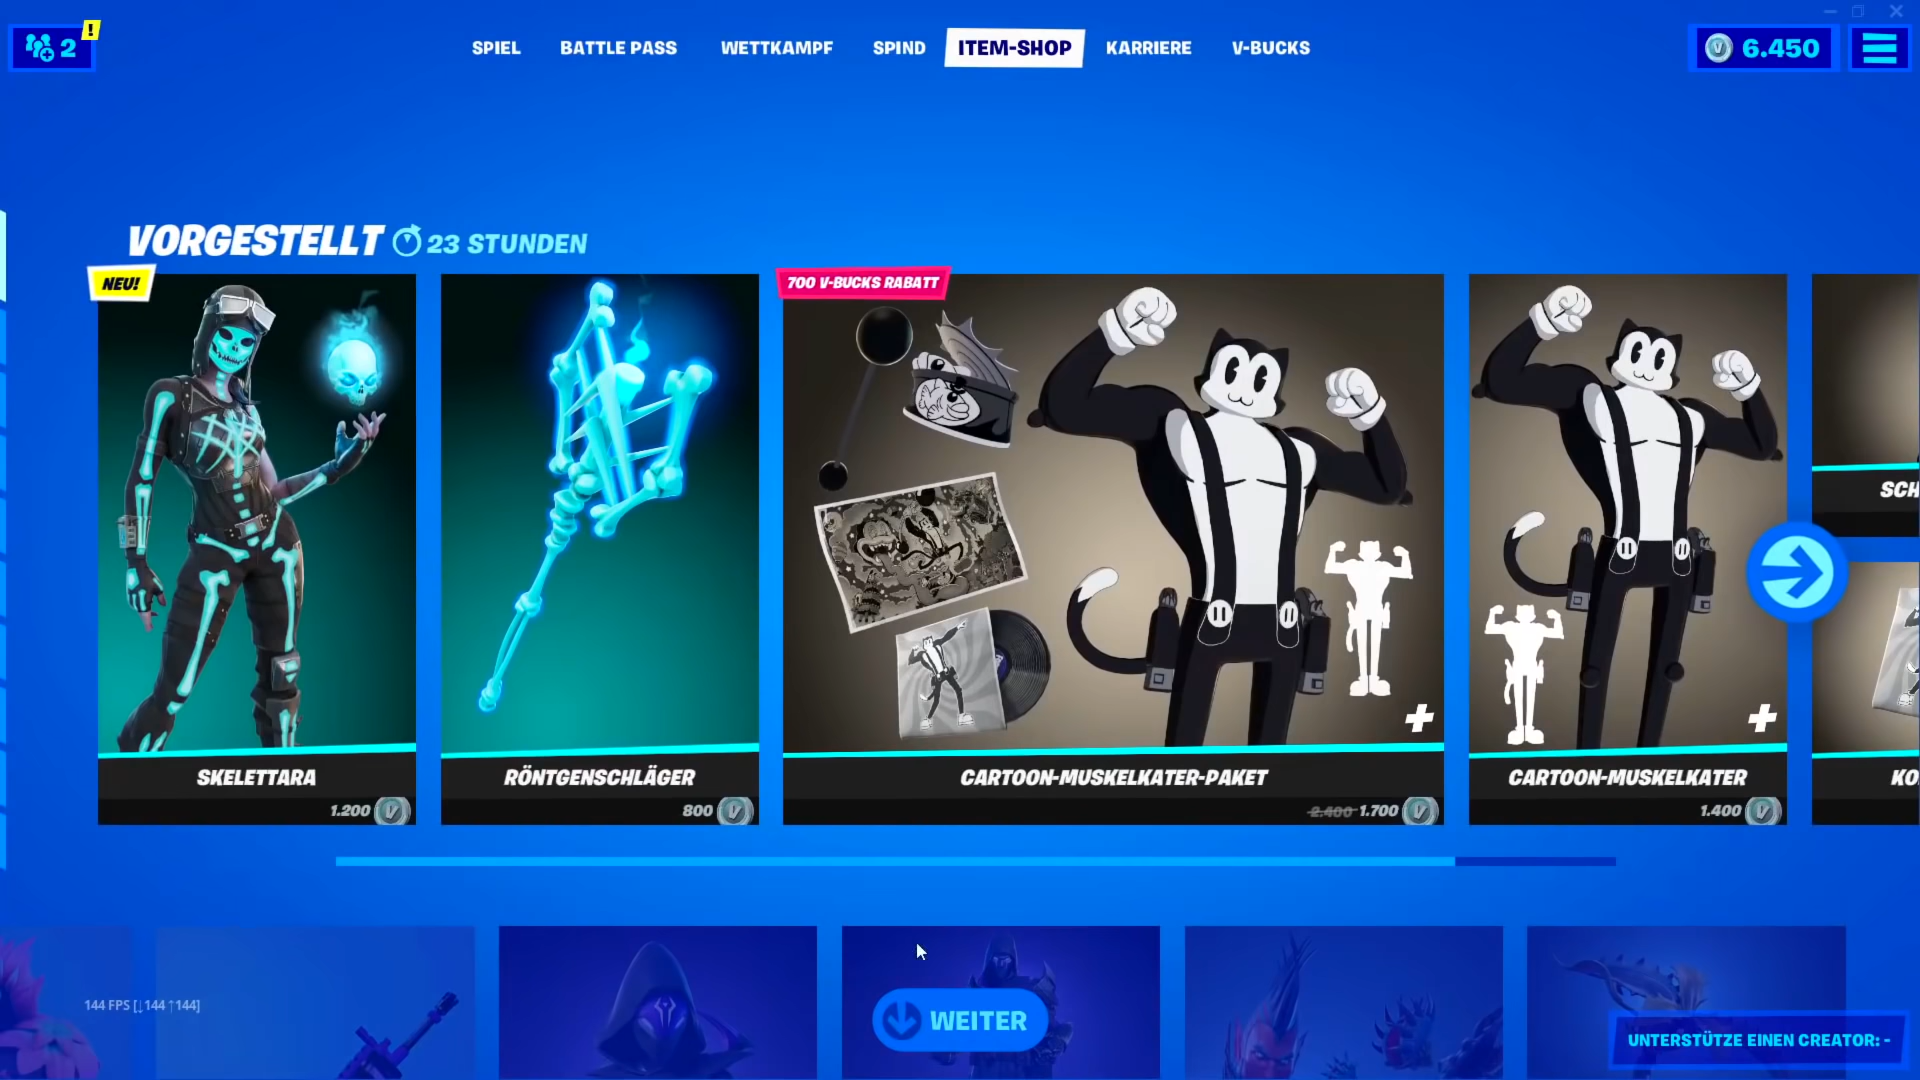 2
!
SPIEL
BATTLE PASS
WETTKAMPF
SPIND
ITEM-SHOP
KARRIERE
V-BUCKS
6.450
VORGESTELLT 23 STUNDEN
NEU!
700 V-BUCKS RABATT
SCH
SKELETTARA
1.200
RÖNTGENSCHLÄGER
800
CARTOON-MUSKELKATER-PAKET
2.400 1.700
CARTOON-MUSKELKATER
1.400
KO
144 FPS [↓144 ↑144]
WEITER
UNTERSTÜTZE EINEN CREATOR: -